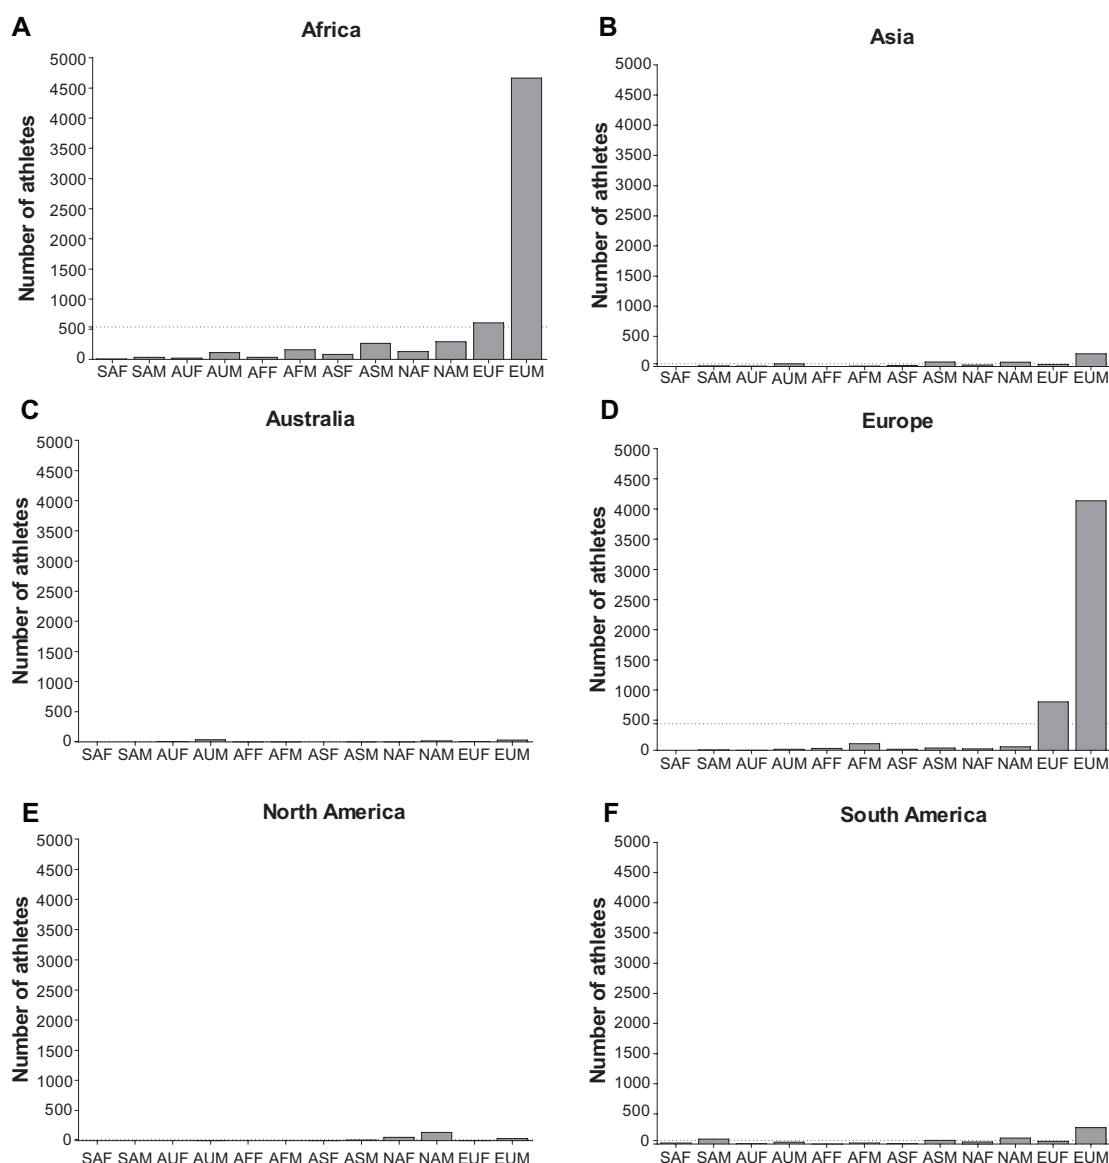 A
Africa
Number of athletes
5000
4500
4000
3500
3000
2500
2000
1500
1000
500
0
SAF SAM AUF AUM AFF AFM ASF ASM NAF NAM EUF EUM
B
Asia
Number of athletes
5000
4500
4000
3500
3000
2500
2000
1500
1000
500
0
SAF SAM AUF AUM AFF AFM ASF ASM NAF NAM EUF EUM
C
Australia
Number of athletes
5000
4500
4000
3500
3000
2500
2000
1500
1000
500
0
SAF SAM AUF AUM AFF AFM ASF ASM NAF NAM EUF EUM
D
Europe
Number of athletes
5000
4500
4000
3500
3000
2500
2000
1500
1000
500
0
SAF SAM AUF AUM AFF AFM ASF ASM NAF NAM EUF EUM
E
North America
Number of athletes
5000
4500
4000
3500
3000
2500
2000
1500
1000
500
0
SAF SAM AUF AUM AFF AFM ASF ASM NAF NAM EUF EUM
F
South America
Number of athletes
5000
4500
4000
3500
3000
2500
2000
1500
1000
500
0
SAF SAM AUF AUM AFF AFM ASF ASM NAF NAM EUF EUM